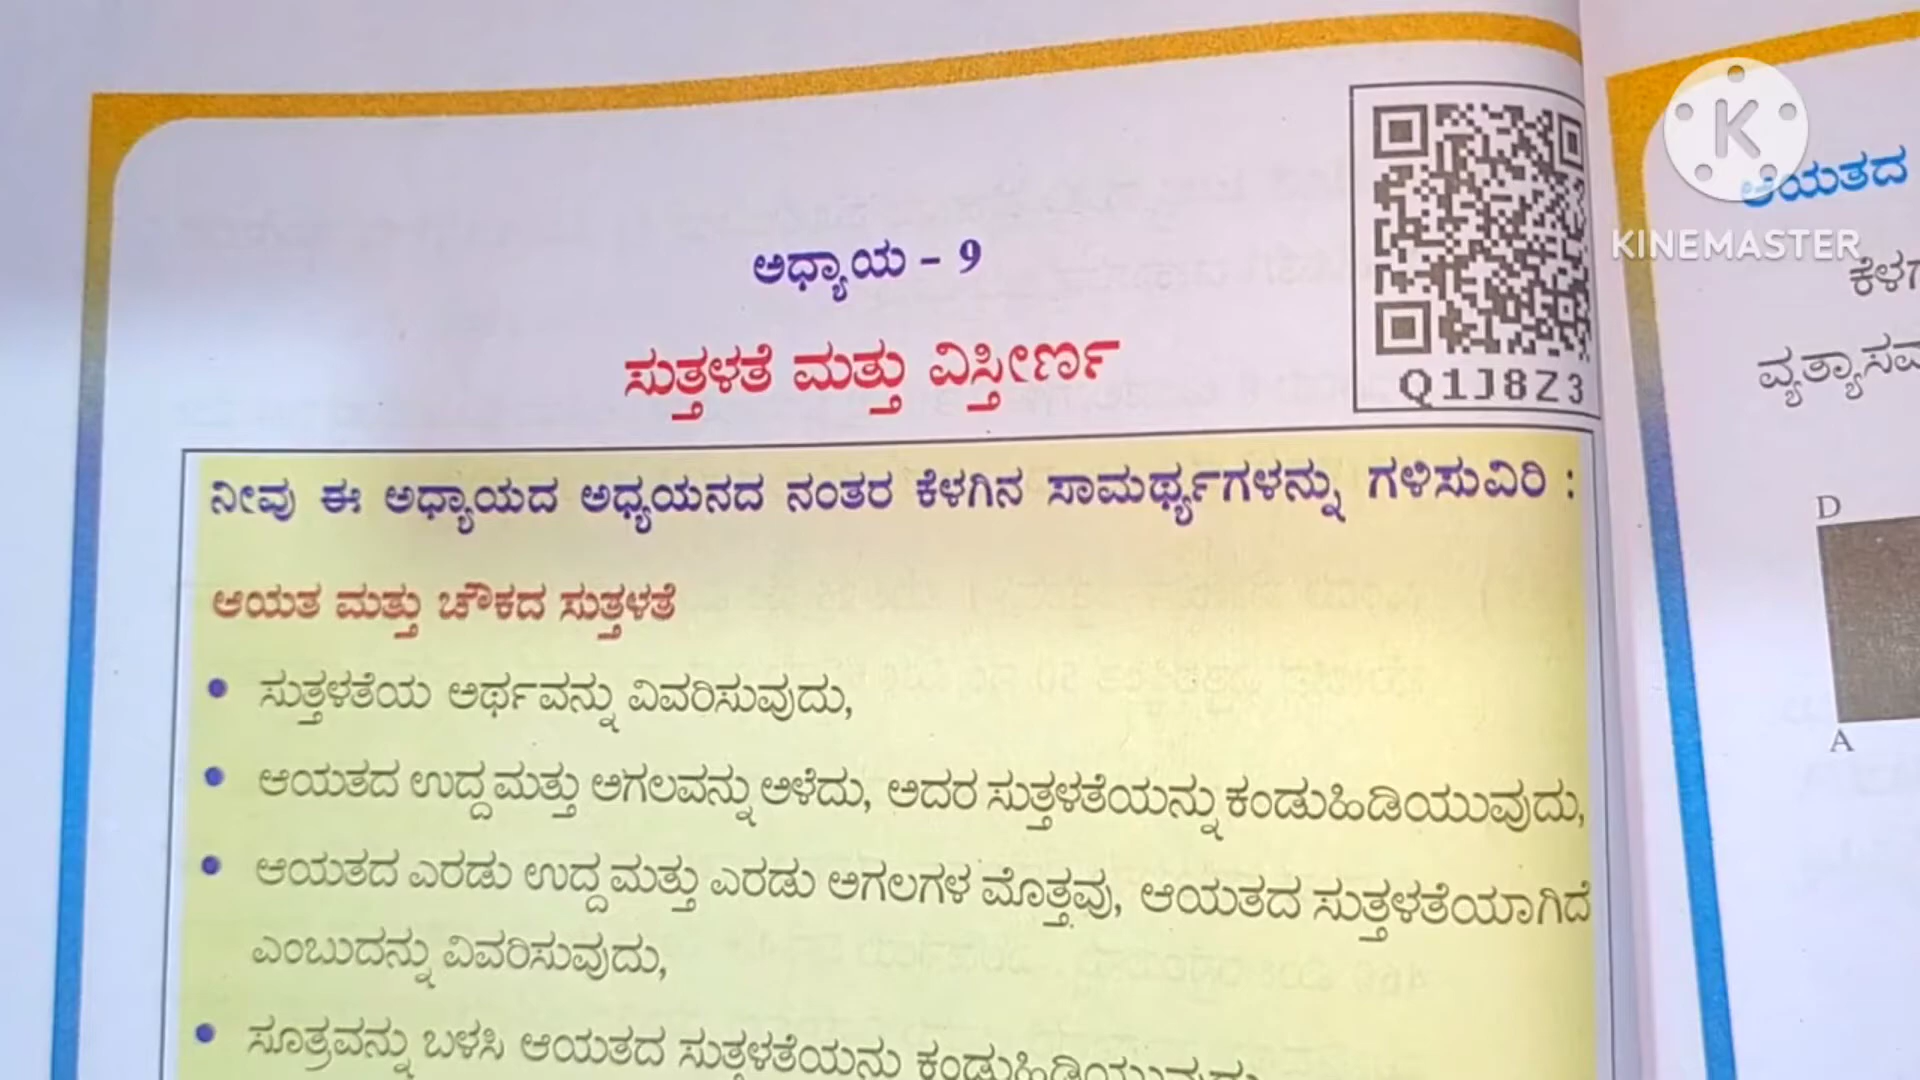 ಅಧ್ಯಾಯ – 9
ಸುತ್ತಳತೆ ಮತ್ತು ವಿಸ್ತೀರ್ಣ
Q1J8Z3
ನೀವು ಈ ಅಧ್ಯಾಯದ ಅಧ್ಯಯನದ ನಂತರ ಕೆಳಗಿನ ಸಾಮರ್ಥ್ಯಗಳನ್ನು ಗಳಿಸುವಿರಿ :
ಆಯತ ಮತ್ತು ಚೌಕದ ಸುತ್ತಳತೆ
• ಸುತ್ತಳತೆಯ ಅರ್ಥವನ್ನು ವಿವರಿಸುವುದು,
• ಆಯತದ ಉದ್ದ ಮತ್ತು ಅಗಲವನ್ನು ಅಳೆದು, ಅದರ ಸುತ್ತಳತೆಯನ್ನು ಕಂಡುಹಿಡಿಯುವುದು,
• ಆಯತದ ಎರಡು ಉದ್ದ ಮತ್ತು ಎರಡು ಅಗಲಗಳ ಮೊತ್ತವು, ಆಯತದ ಸುತ್ತಳತೆಯಾಗಿದೆ
ಎಂಬುದನ್ನು ವಿವರಿಸುವುದು,
• ಸೂತ್ರವನ್ನು ಬಳಸಿ ಆಯತದ ಸುತ್ತಳತೆಯನ್ನು ಕಂಡುಹಿಡಿಯುವುದು
KINEMASTER
ಆಯತದ
D
A